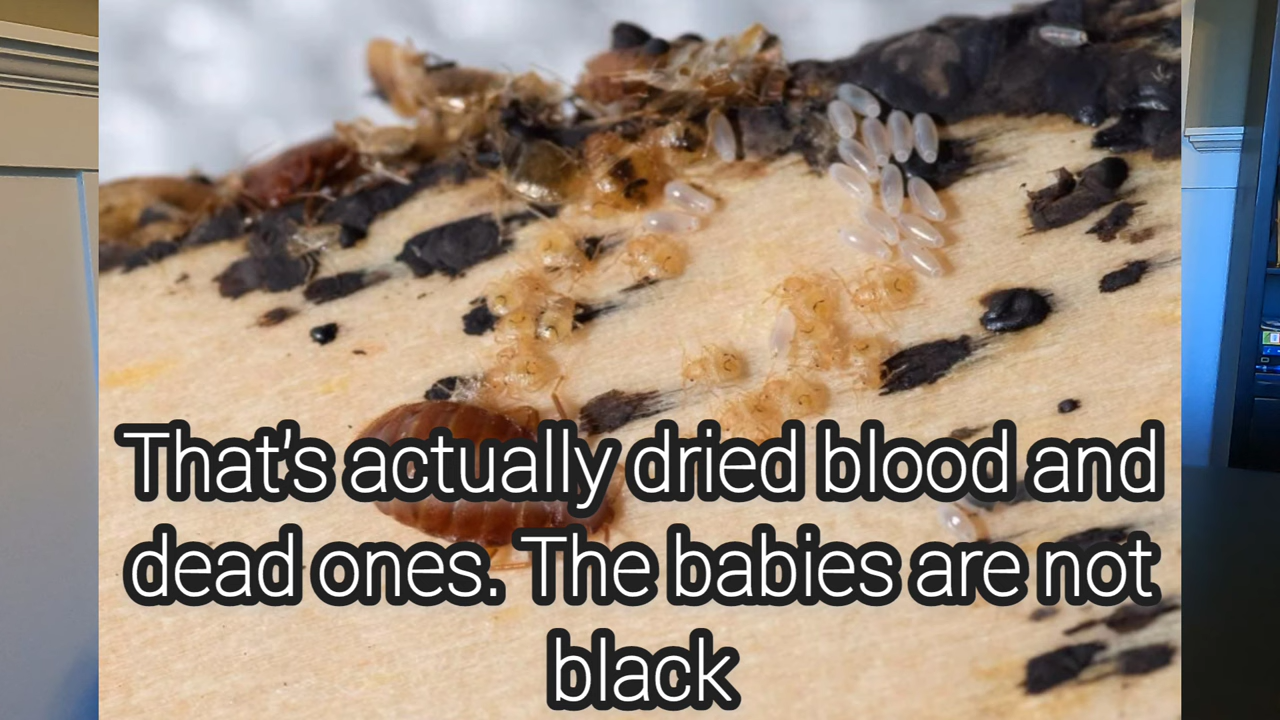 That's actually dried blood and
dead ones. The babies are not
black